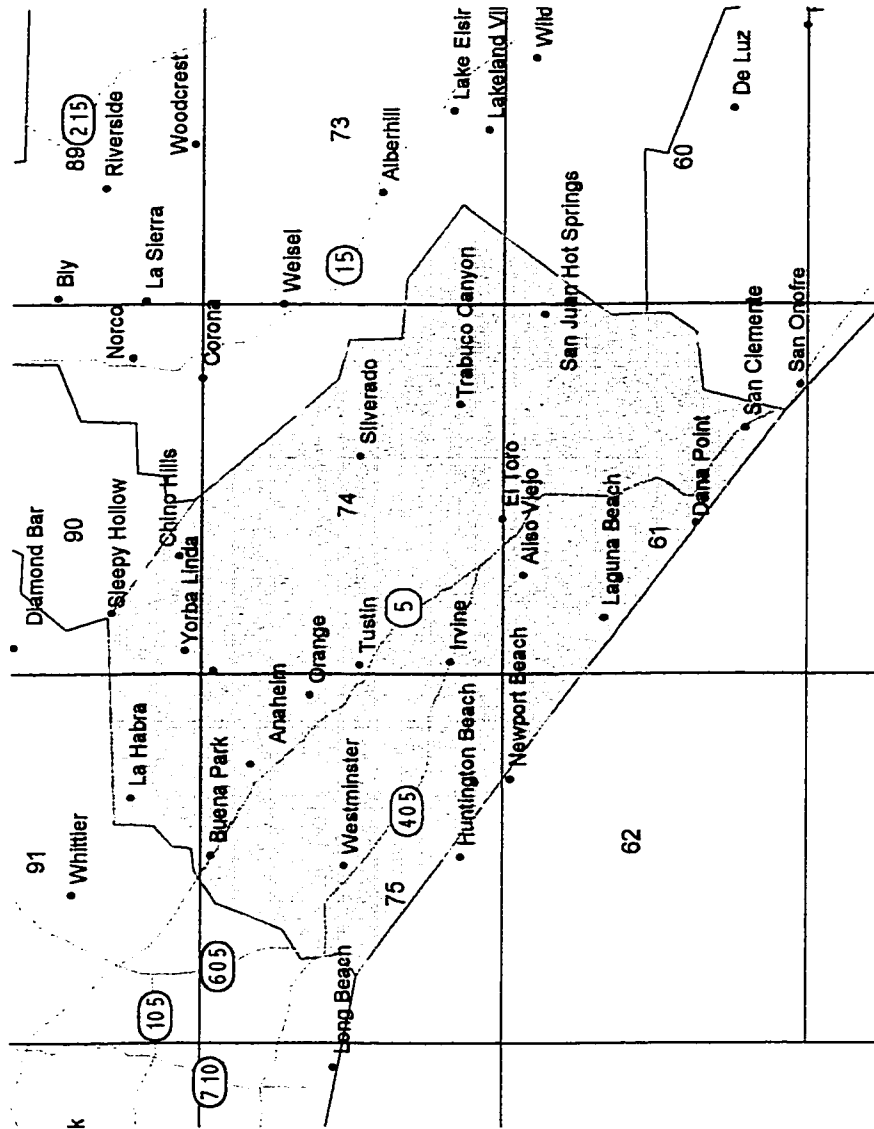 Diamond Bar
90
Sleepy Hollow
Chino Hills
Yorba Linda
La Habra
91
Whittier
Buena Park
Anaheim
Orange
Tustin
Westminster
Irvine
5
405
605
105
710
k
Long Beach
75
Huntington Beach
Newport Beach
62
74
Silverado
Trabuco Canyon
El Toro
Aliso Viejo
Laguna Beach
61
Dana Point
San Clemente
San Onofre
San Juan Hot Springs
60
De Luz
Bly
Norco
La Sierra
Corona
89
215
Riverside
Woodcrest
Weisel
15
73
Alberhill
Lake Elsir
Lakeland Vil
Wild